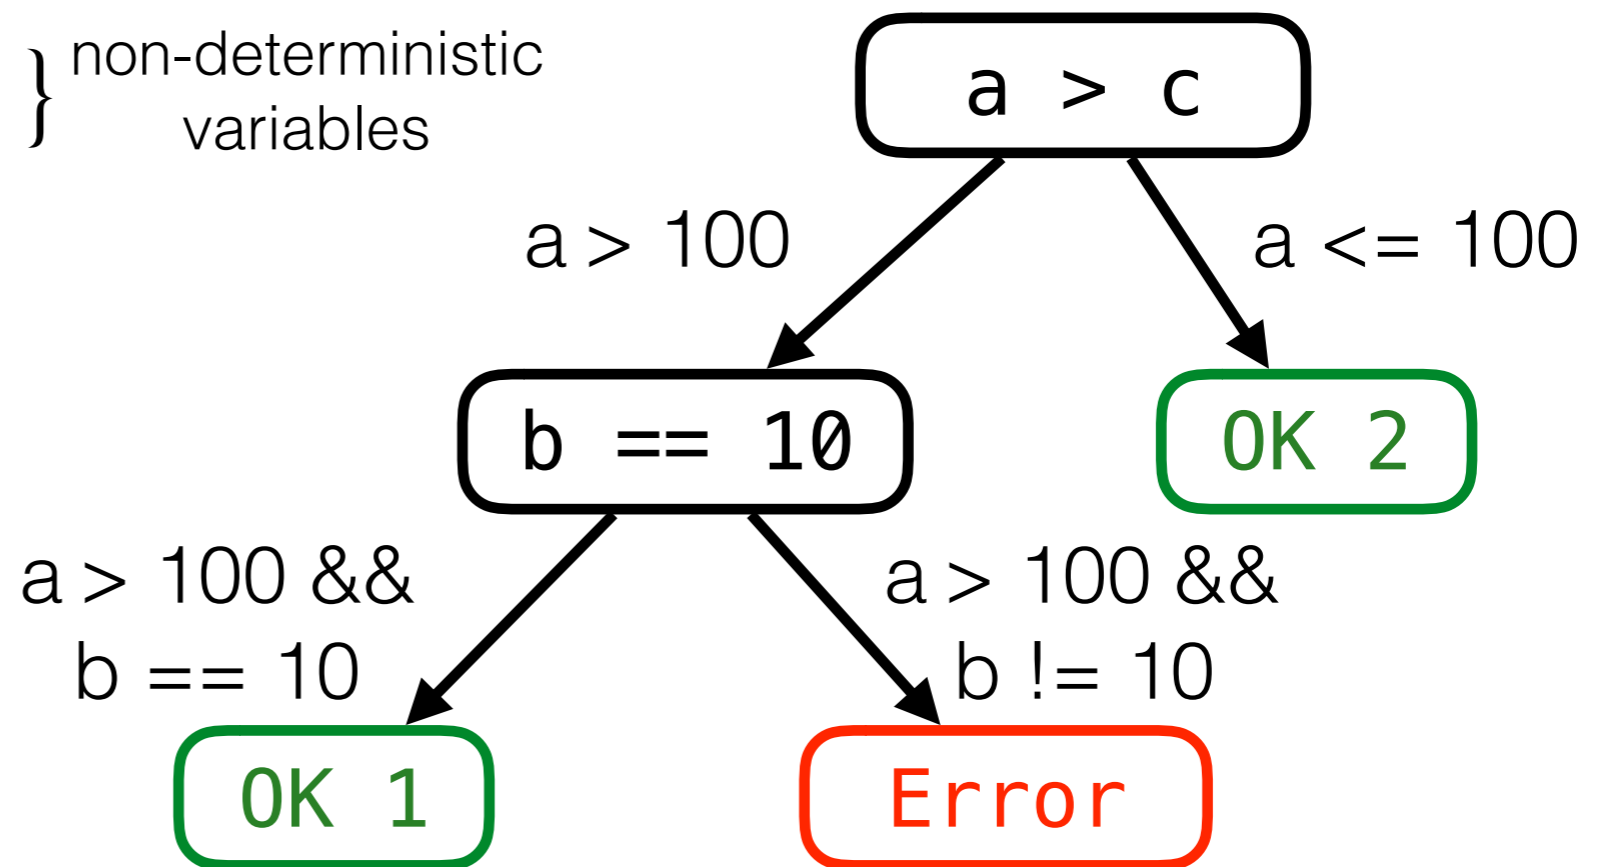 } non-deterministic
variables
a > c
a > 100
a <= 100
b == 10
OK 2
a > 100 &&
b == 10
a > 100 &&
b != 10
OK 1
Error